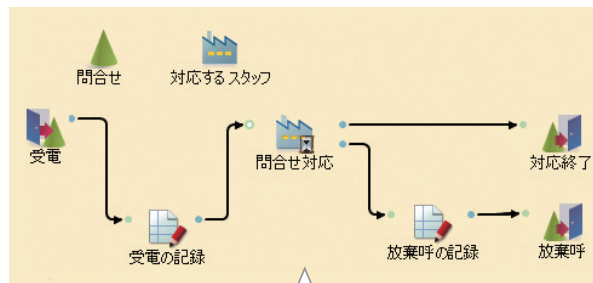 問合せ
対応するスタッフ
受電
問合せ対応
対応終了
受電の記録
放棄呼の記録
放棄呼